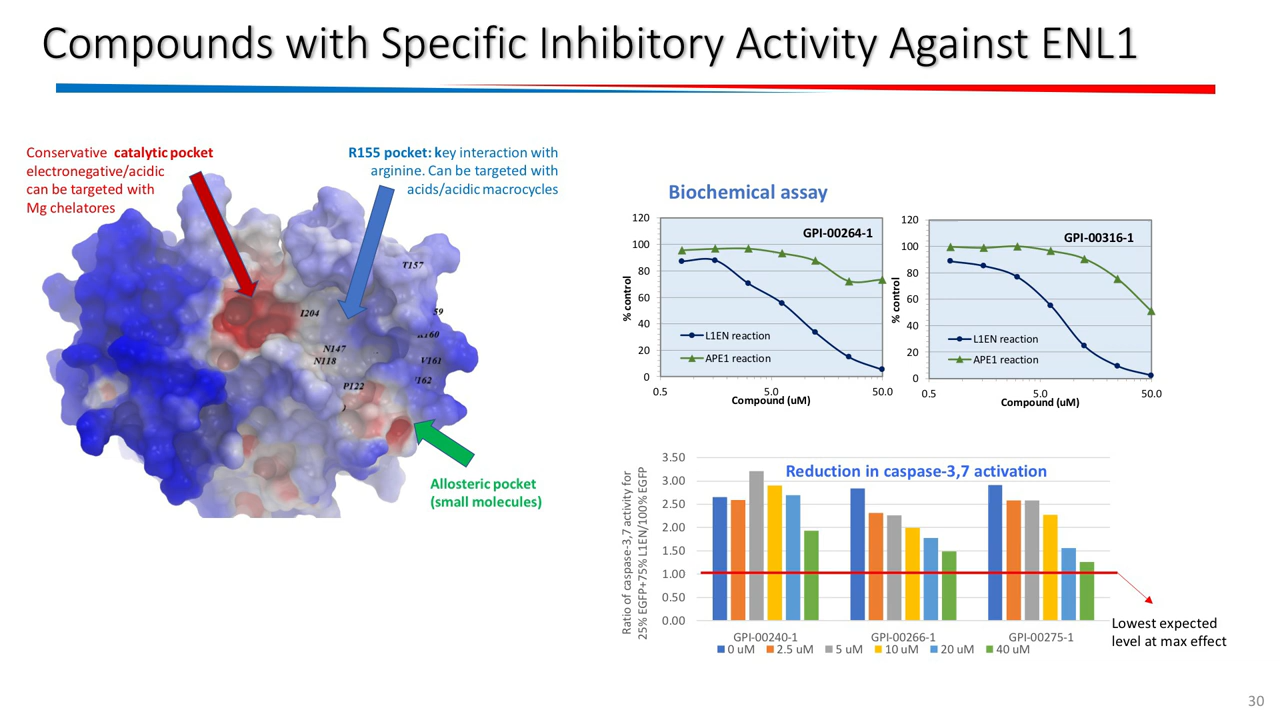 Compounds with Specific Inhibitory Activity Against ENL1
Conservative catalytic pocket
electronegative/acidic
can be targeted with
Mg chelatores
R155 pocket: key interaction with
arginine. Can be targeted with
acids/acidic macrocycles
T157
I204
59
N147
N118
V161
P122
Allosteric pocket
(small molecules)
Biochemical assay
120
100
80
60
40
20
0
% control
GPI-00264-1
L1EN reaction
APE1 reaction
0.5
5.0
50.0
Compound (uM)
120
100
80
60
40
20
0
% control
GPI-00316-1
L1EN reaction
APE1 reaction
0.5
5.0
50.0
Compound (uM)
Reduction in caspase-3,7 activation
Ratio of caspase-3,7 activity for
25% EGFP+75% L1EN/100% EGFP
3.50
3.00
2.50
2.00
1.50
1.00
0.50
0.00
GPI-00240-1
GPI-00266-1
GPI-00275-1
0 uM
2.5 uM
5 uM
10 uM
20 uM
40 uM
Lowest expected
level at max effect
30